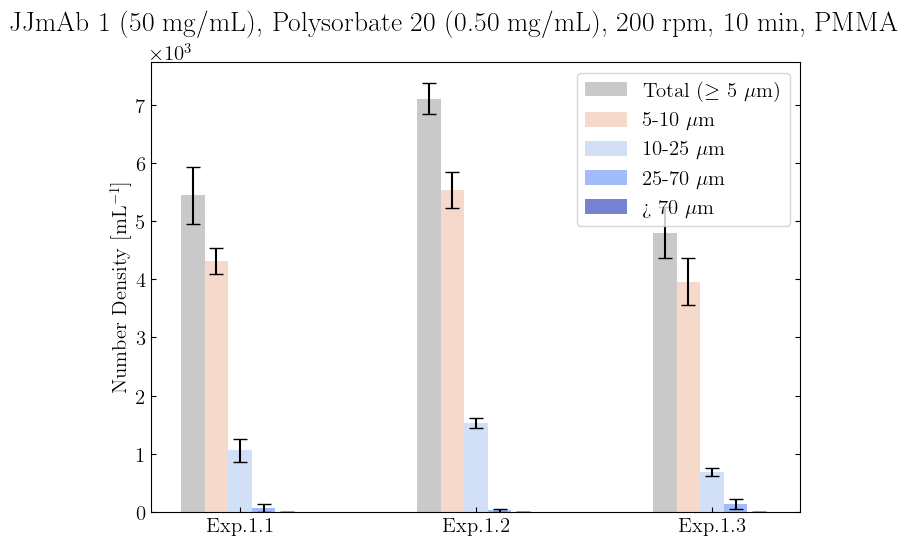 JJmAb 1 (50 mg/mL), Polysorbate 20 (0.50 mg/mL), 200 rpm, 10 min, PMMA
×10³
Number Density [mL⁻¹]
7
6
5
4
3
2
1
0
Total (≥ 5 μm)
5-10 μm
10-25 μm
25-70 μm
¿ 70 μm
Exp.1.1
Exp.1.2
Exp.1.3